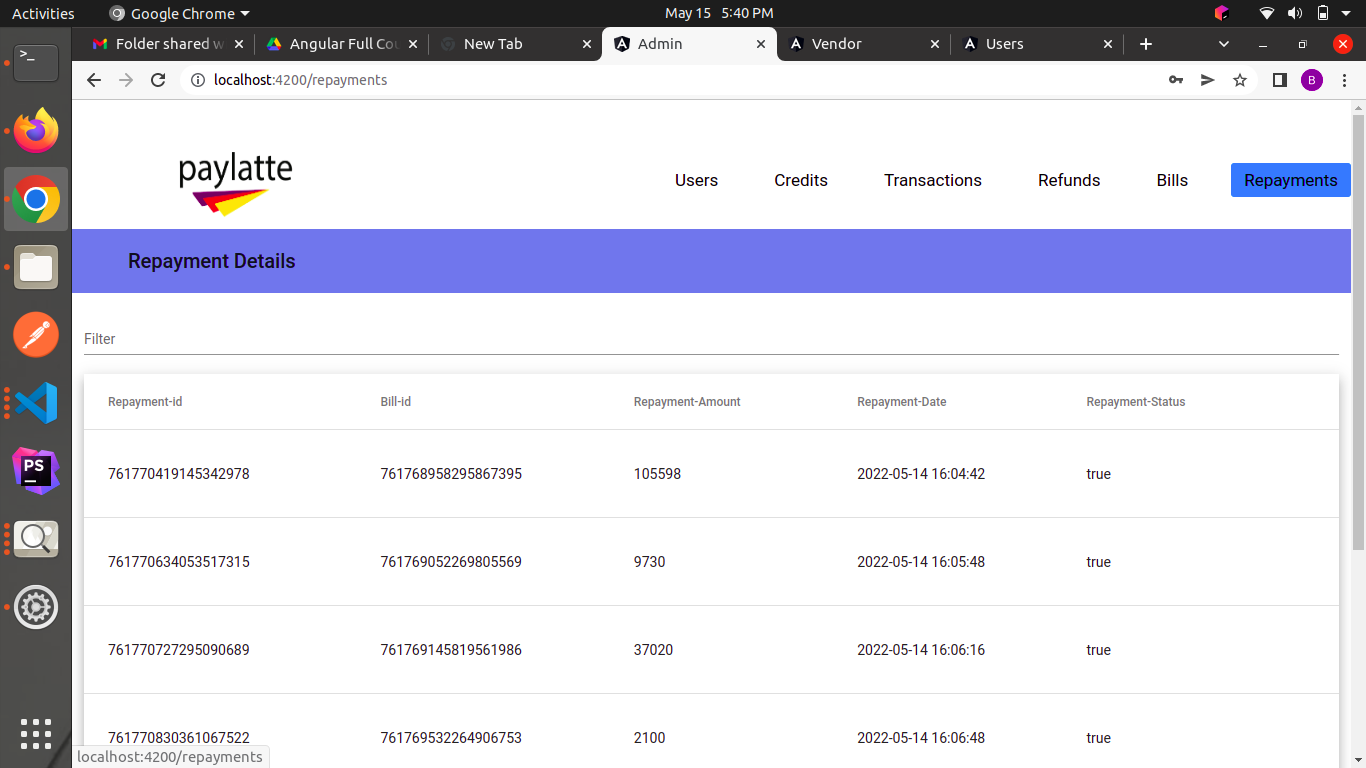 Activities Google Chrome May 15 5:40 PM
Folder shared w Angular Full Cou New Tab Admin Vendor Users
localhost:4200/repayments B
paylatte Users Credits Transactions Refunds Bills Repayments
Repayment Details
Filter
Repayment-id Bill-id Repayment-Amount Repayment-Date Repayment-Status
761770419145342978 761768958295867395 105598 2022-05-14 16:04:42 true
761770634053517315 761769052269805569 9730 2022-05-14 16:05:48 true
PS
761770727295090689 761769145819561986 37020 2022-05-14 16:06:16 true
761770830361067522 761769532264906753 2100 2022-05-14 16:06:48 true
localhost:4200/repayments